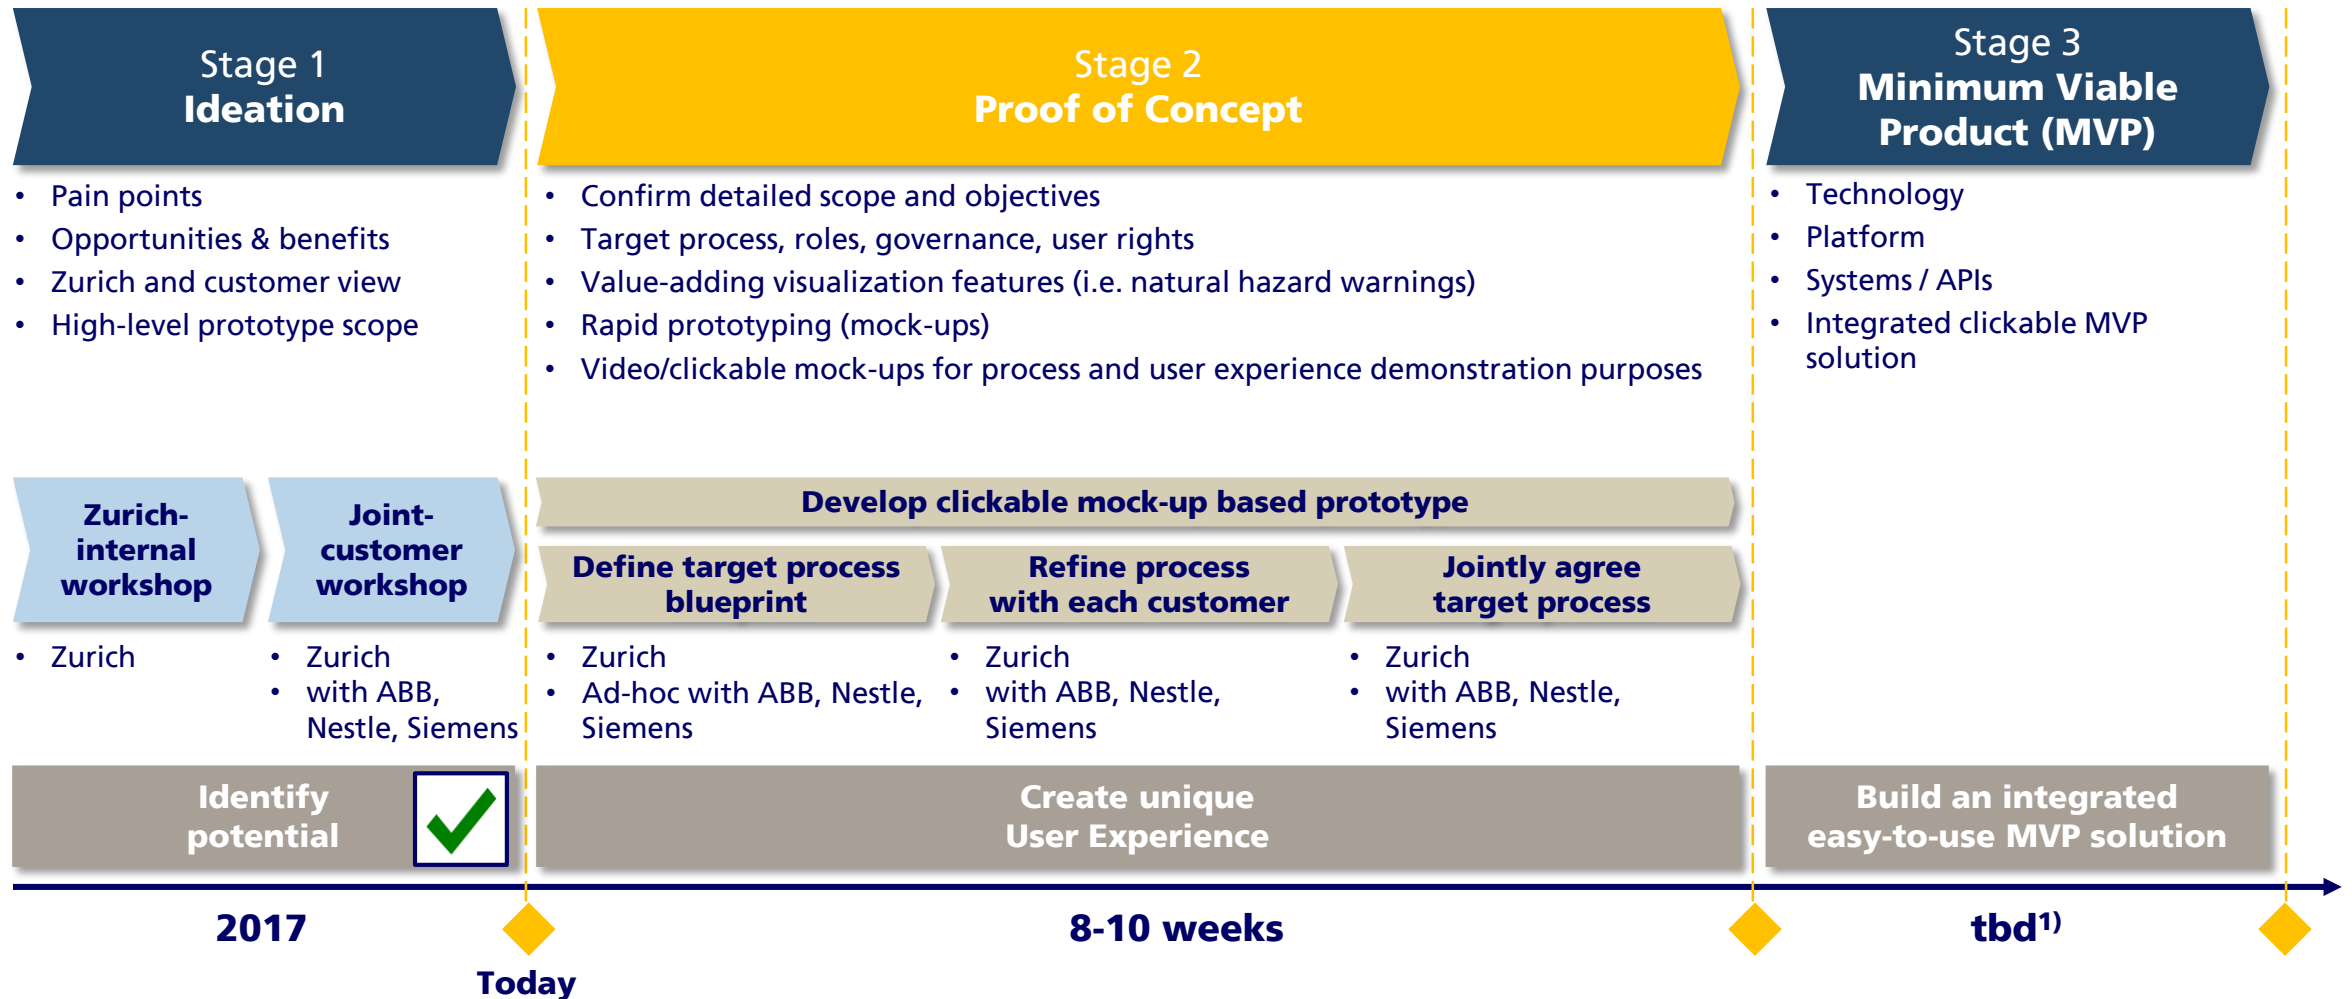 Stage 1
Ideation
Stage 2
Proof of Concept
Stage 3
Minimum Viable
Product (MVP)
• Pain points
• Opportunities & benefits
• Zurich and customer view
• High-level prototype scope
• Confirm detailed scope and objectives
• Target process, roles, governance, user rights
• Value-adding visualization features (i.e. natural hazard warnings)
• Rapid prototyping (mock-ups)
• Video/clickable mock-ups for process and user experience demonstration purposes
• Technology
• Platform
• Systems / APIs
• Integrated clickable MVP
solution
Zurich-
internal
workshop
Joint-
customer
workshop
Develop clickable mock-up based prototype
Define target process
blueprint
Refine process
with each customer
Jointly agree
target process
• Zurich
• Zurich
• with ABB,
Nestle, Siemens
• Zurich
• Ad-hoc with ABB, Nestle,
Siemens
• Zurich
• with ABB, Nestle,
Siemens
• Zurich
• with ABB, Nestle,
Siemens
Identify
potential
Create unique
User Experience
Build an integrated
easy-to-use MVP solution
2017
8-10 weeks
tbd1)
Today